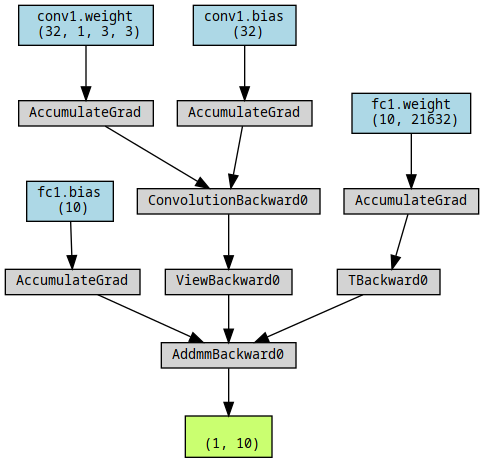 conv1.weight
(32, 1, 3, 3)
conv1.bias
(32)
AccumulateGrad
AccumulateGrad
fc1.weight
(10, 21632)
fc1.bias
(10)
ConvolutionBackward0
AccumulateGrad
AccumulateGrad
ViewBackward0
TBackward0
AddmmBackward0
(1, 10)